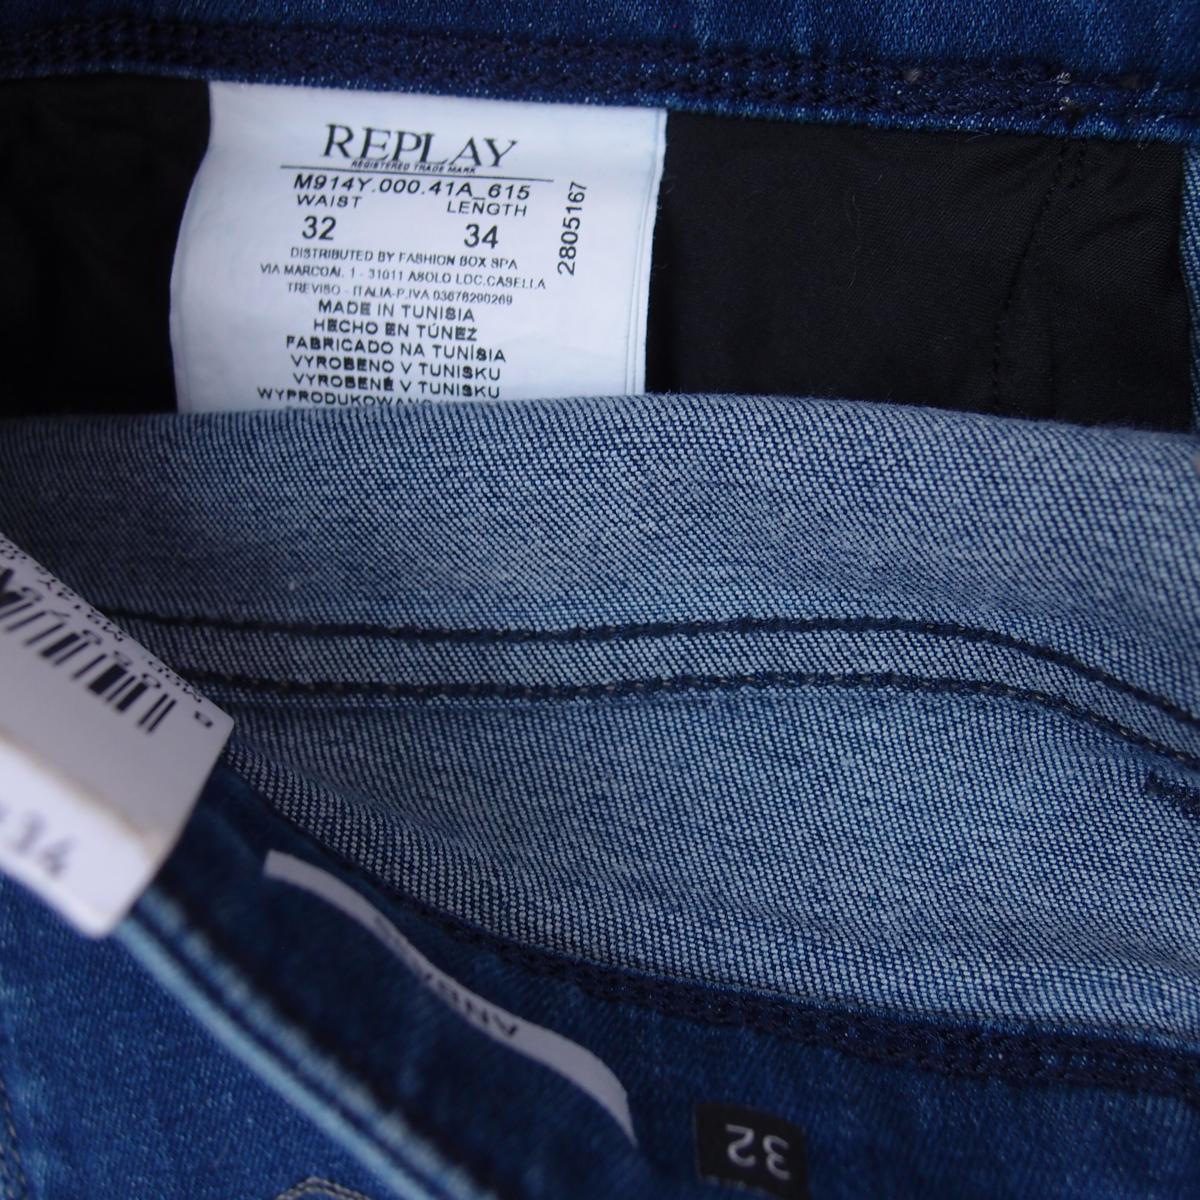 REPLAY
REGISTERED TRADE MARK
M914Y.000.41A_615
WAIST LENGTH
32 34
2805167
DISTRIBUTED BY FASHION BOX SPA
VIA MARCOAI, 1 - 31011 ASOLO LOC.CASELLA
TREVISO - ITALIA-P.IVA 03678290269
MADE IN TUNISIA
HECHO EN TÚNEZ
FABRICADO NA TUNÍSIA
VYROBENO V TUNISKU
VYROBENÉ V TUNISKU
34
32